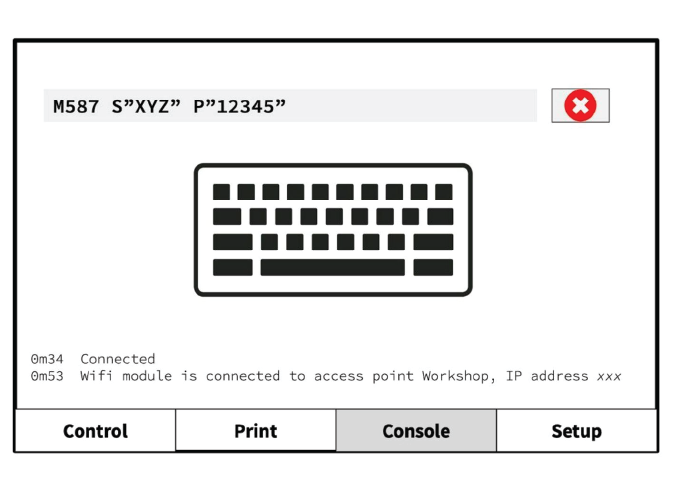 M587 S”XYZ” P”12345”
0m34 Connected
0m53 Wifi module is connected to access point Workshop, IP address xxx
Control Print Console Setup